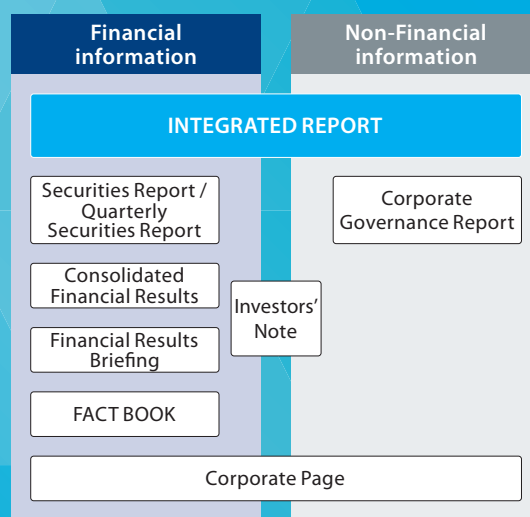 Financial
information
Non-Financial
information
INTEGRATED REPORT
Securities Report /
Quarterly
Securities Report
Corporate
Governance Report
Consolidated
Financial Results
Investors'
Note
Financial Results
Briefing
FACT BOOK
Corporate Page